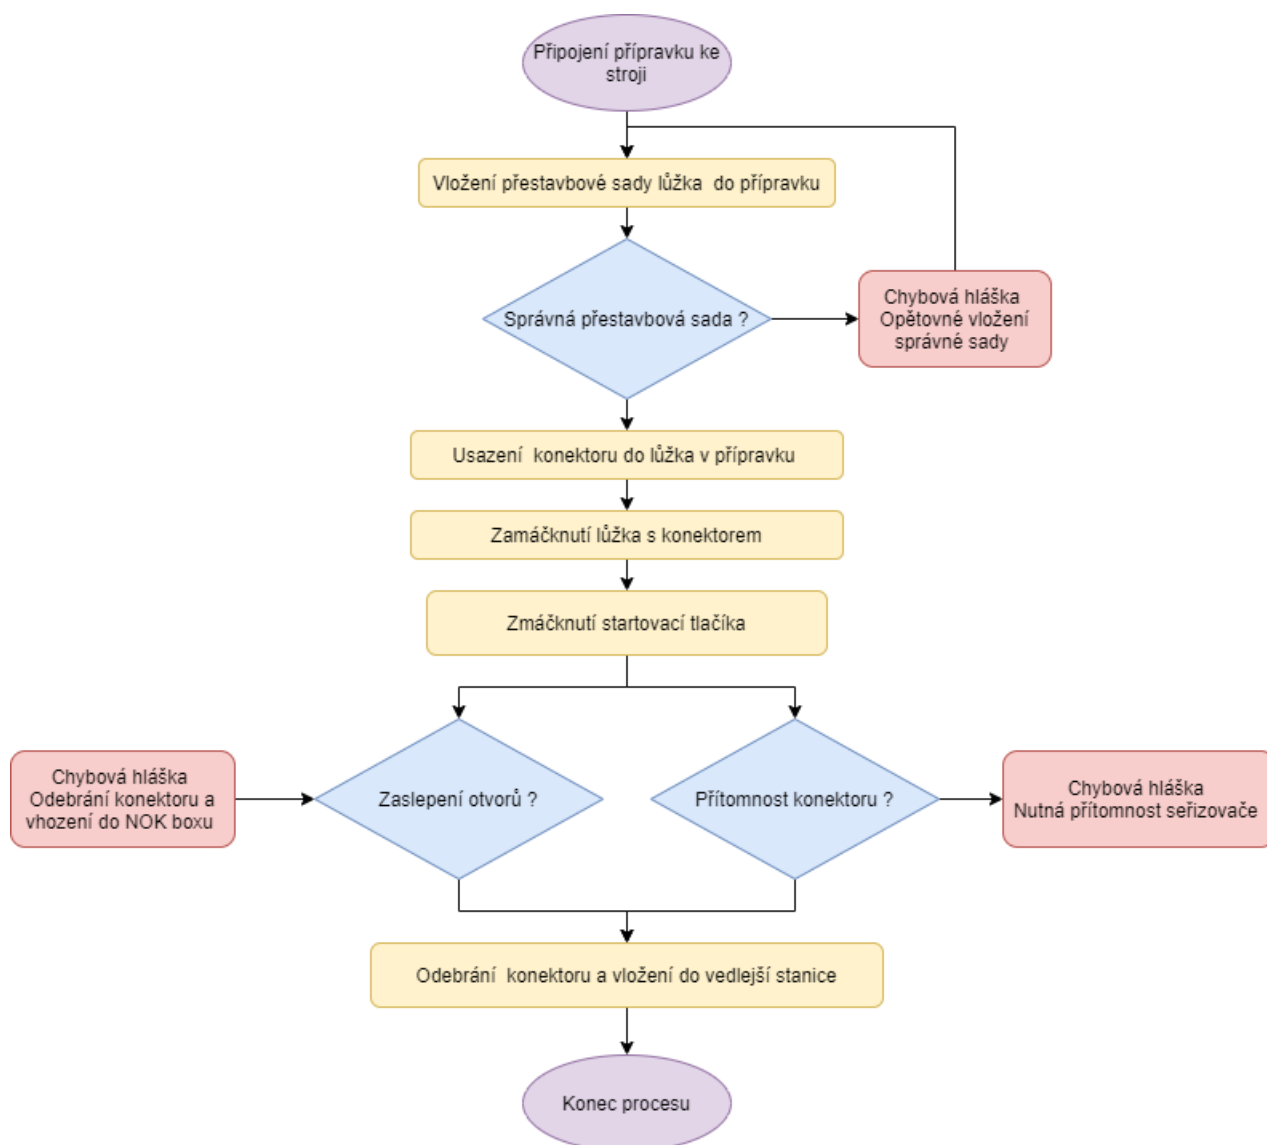 Připojení přípravku ke
stroji
Vložení přestavbové sady lůžka do přípravku
Správná přestavbová sada ?
Chybová hláška
Opětovné vložení
správné sady
Usazení konektoru do lůžka v přípravku
Zamáčknutí lůžka s konektorem
Zmáčknutí startovací tlačíka
Chybová hláška
Odebrání konektoru a
vhození do NOK boxu
Zaslepení otvorů ?
Přítomnost konektoru ?
Chybová hláška
Nutná přítomnost seřizovače
Odebrání konektoru a vložení do vedlejší stanice
Konec procesu